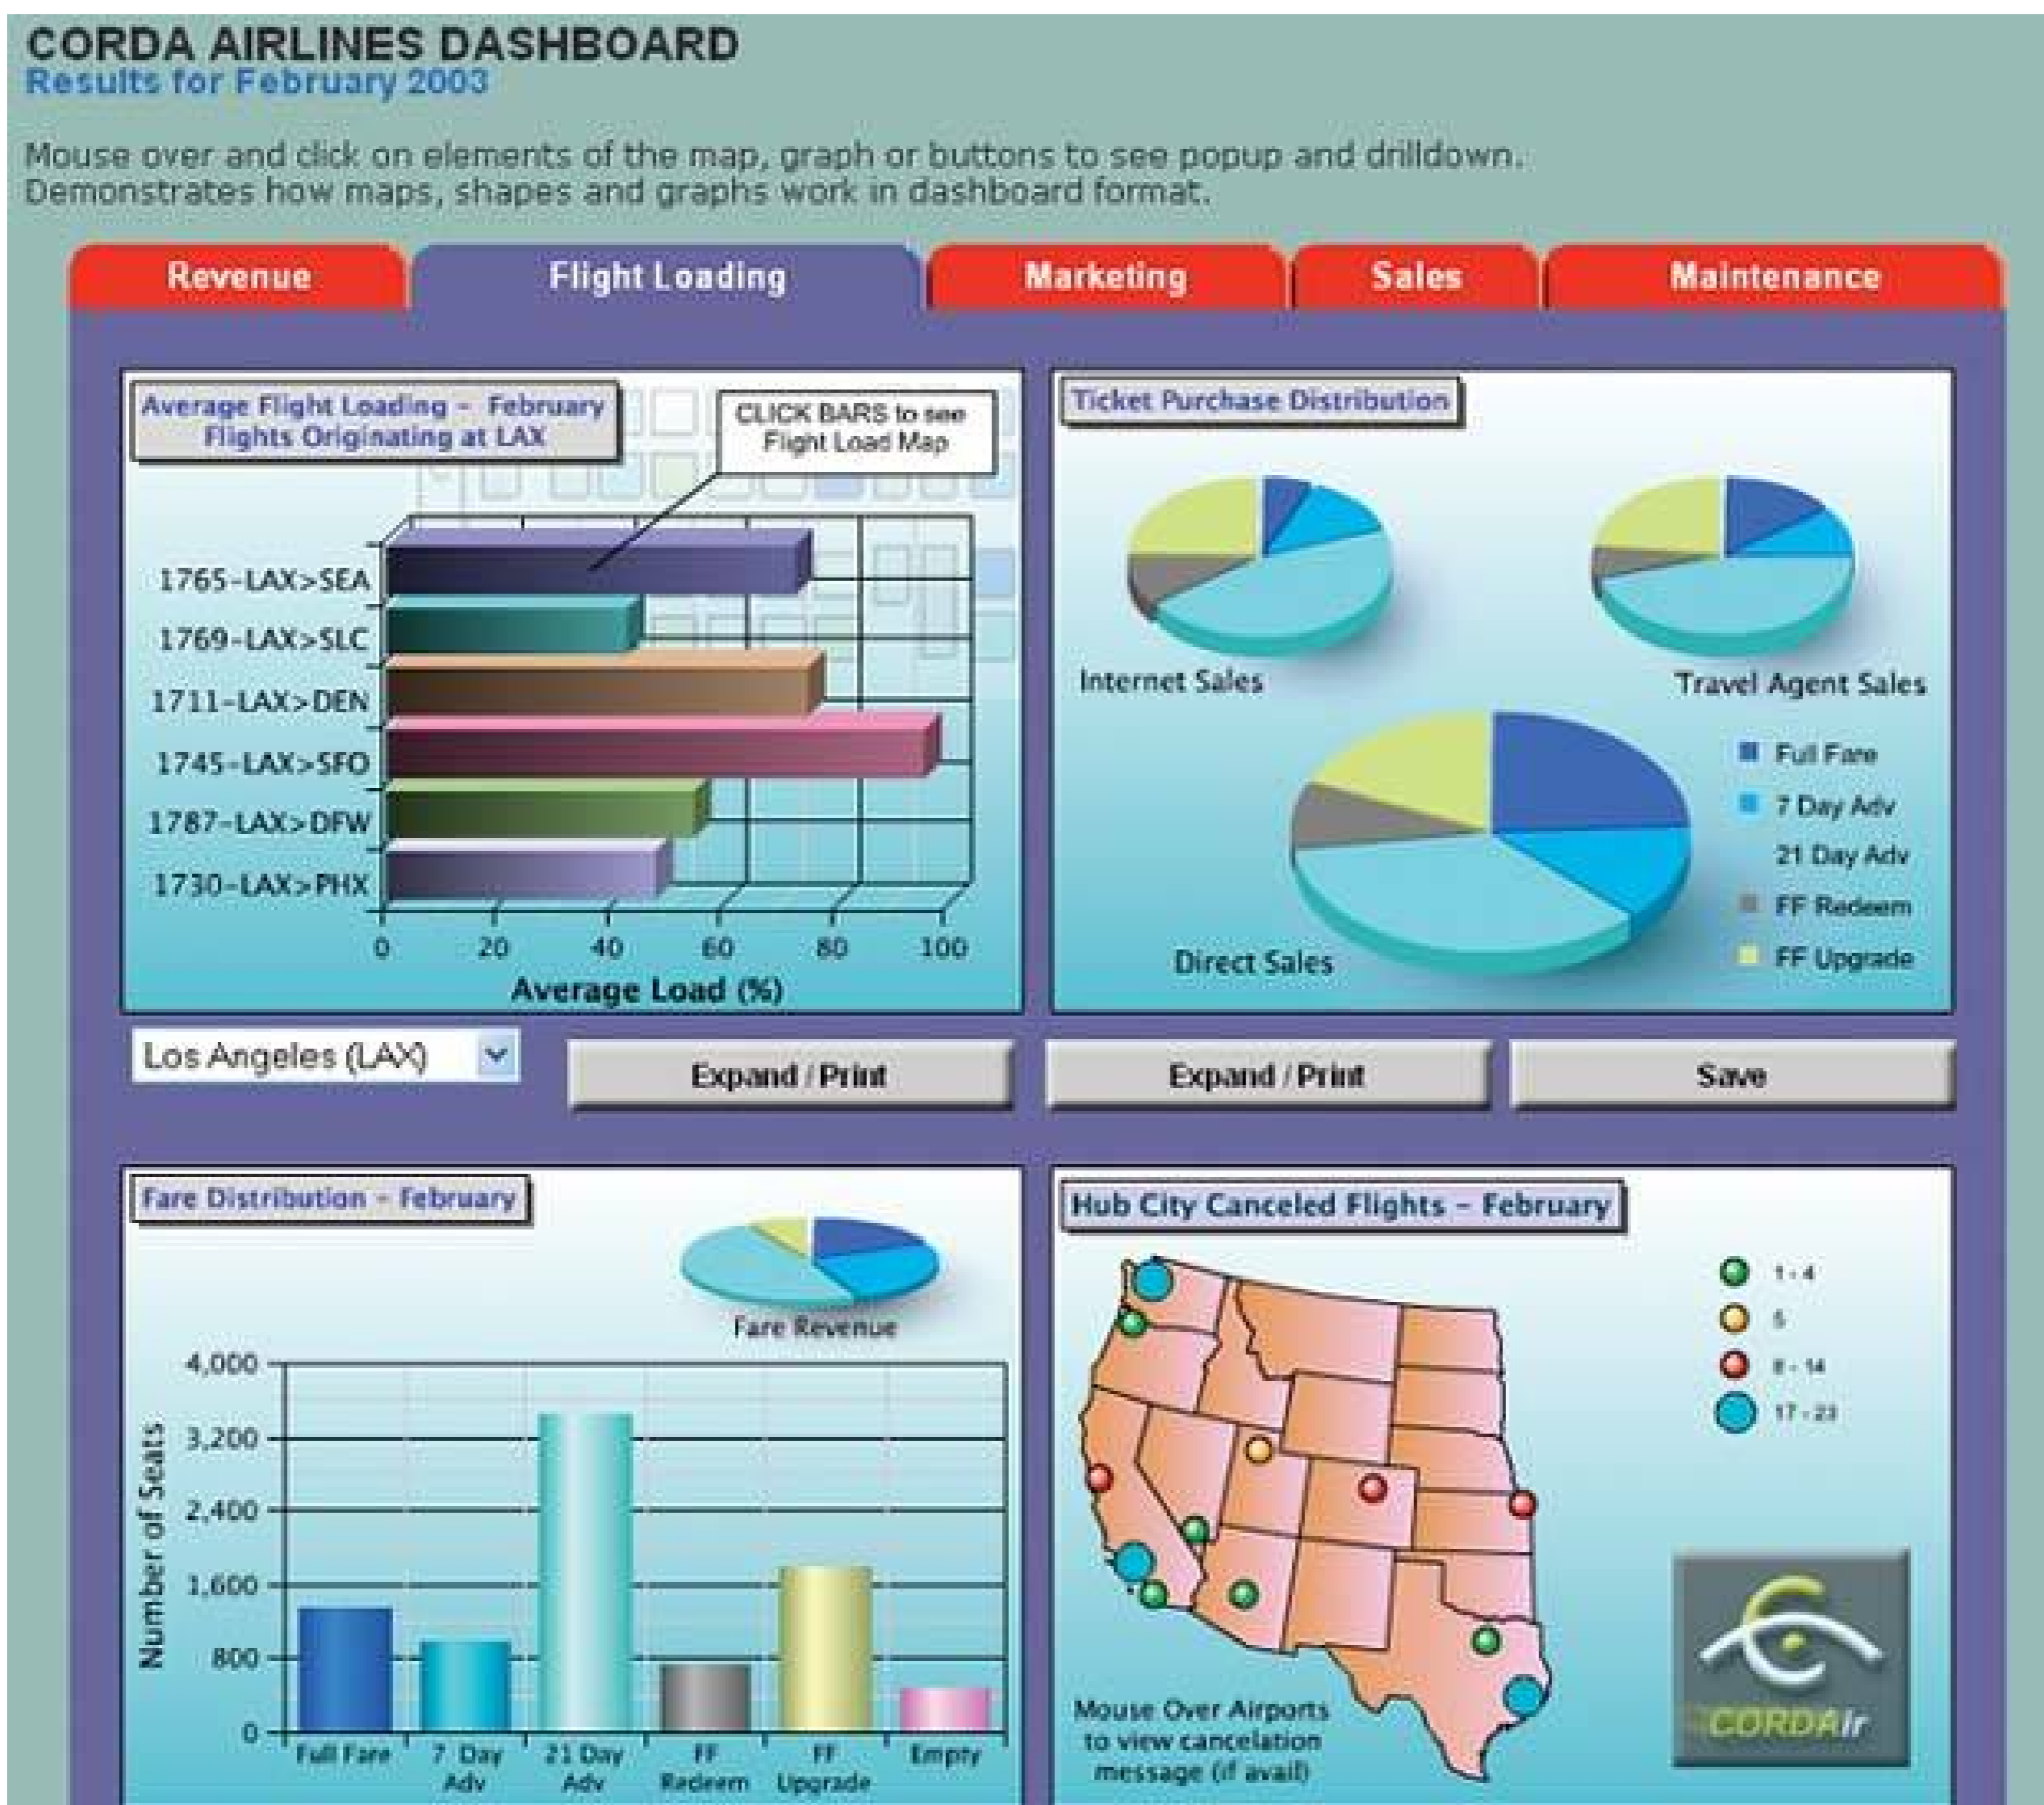 CORDA AIRLINES DASHBOARD
Results for February 2003
Mouse over and click on elements of the map, graph or buttons to see popup and drilldown.
Demonstrates how maps, shapes and graphs work in dashboard format.
Revenue
Flight Loading
Marketing
Sales
Maintenance
Average Flight Loading - February
Flights Originating at LAX
CLICK BARS to see
Flight Load Map
1765-LAX>SEA
1769-LAX>SLC
1711-LAX>DEN
1745-LAX>SFO
1787-LAX>DFW
1730-LAX>PHX
0 20 40 60 80 100
Average Load (%)
Ticket Purchase Distribution
Internet Sales
Travel Agent Sales
Direct Sales
Full Fare
7 Day Adv
21 Day Adv
FF Redeem
FF Upgrade
Los Angeles (LAX)
Expand / Print
Expand / Print
Save
Fare Distribution - February
Fare Revenue
Number of Seats
4,000
3,200
2,400
1,600
800
0
Full Fare
7 Day
Adv
21 Day
Adv
FF
Redeem
FF
Upgrade
Empty
Hub City Canceled Flights - February
1 - 4
5
8 - 14
17 - 23
Mouse Over Airports
to view cancelation
message (if avail)
CORDAir